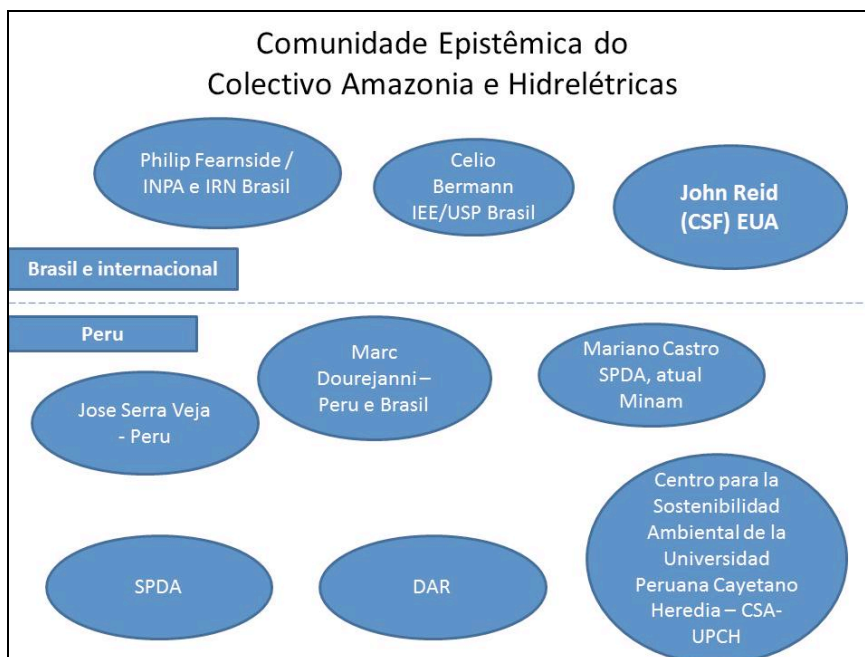 Comunidade Epistêmica do
Colectivo Amazonia e Hidrelétricas
Philip Fearnside /
INPA e IRN Brasil
Celio
Bermann
IEE/USP Brasil
John Reid
(CSF) EUA
Brasil e internacional
Peru
Marc
Dourejanni –
Peru e Brasil
Mariano Castro
SPDA, atual
Minam
Jose Serra Veja
- Peru
Centro para la
Sostenibilidad
Ambiental de la
Universidad
Peruana Cayetano
Heredia – CSA-
UPCH
SPDA
DAR